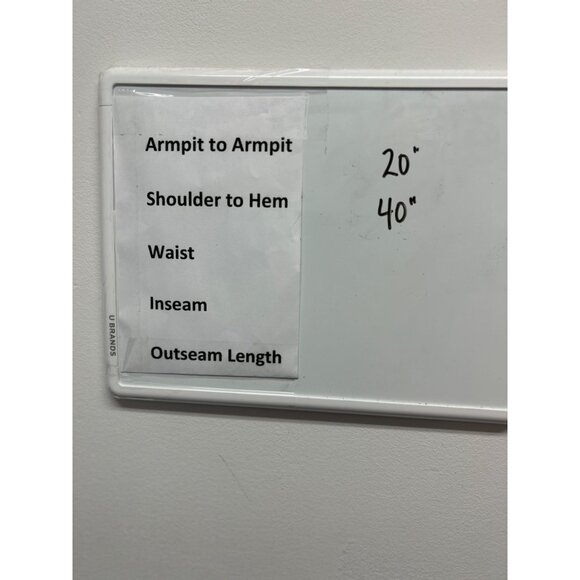 Armpit to Armpit 20"
Shoulder to Hem 40"
Waist
Inseam
Outseam Length
U BRANDS